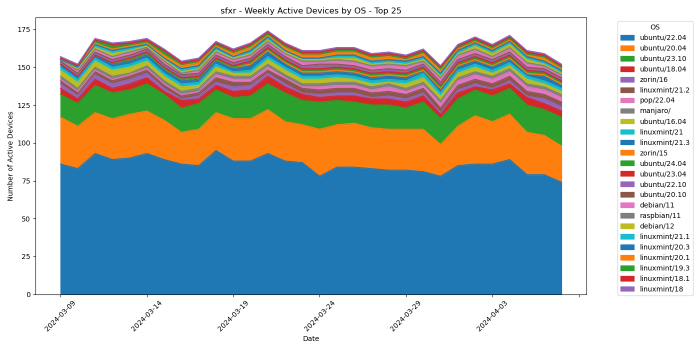 sfxr - Weekly Active Devices by OS - Top 25
Number of Active Devices
175
150
125
100
75
50
25
0
2024-03-09
2024-03-14
2024-03-19
2024-03-24
2024-03-29
2024-04-03
Date
OS
ubuntu/22.04
ubuntu/20.04
ubuntu/23.10
ubuntu/18.04
zorin/16
linuxmint/21.2
pop/22.04
manjaro/
ubuntu/16.04
linuxmint/21
linuxmint/21.3
zorin/15
ubuntu/24.04
ubuntu/23.04
ubuntu/22.10
ubuntu/20.10
debian/11
raspbian/11
debian/12
linuxmint/21.1
linuxmint/20.3
linuxmint/20.1
linuxmint/19.3
linuxmint/18.1
linuxmint/18